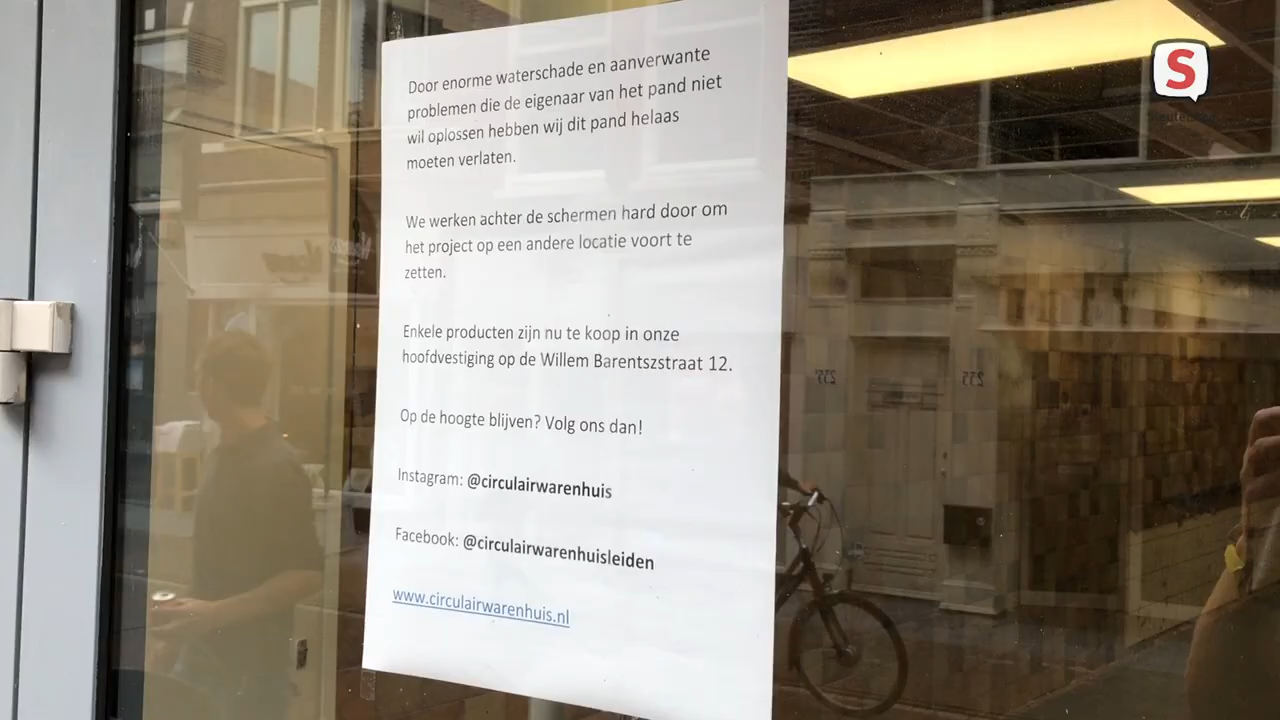 Door enorme waterschade en aanverwante
problemen die de eigenaar van het pand niet
wil oplossen hebben wij dit pand helaas
moeten verlaten.
We werken achter de schermen hard door om
het project op een andere locatie voort te
zetten.
Enkele producten zijn nu te koop in onze
hoofdvestiging op de Willem Barentszstraat 12.
Op de hoogte blijven? Volg ons dan!
Instagram: @circulairwarenhuis
Facebook: @circulairwarenhuisleiden
www.circulairwarenhuis.nl
S